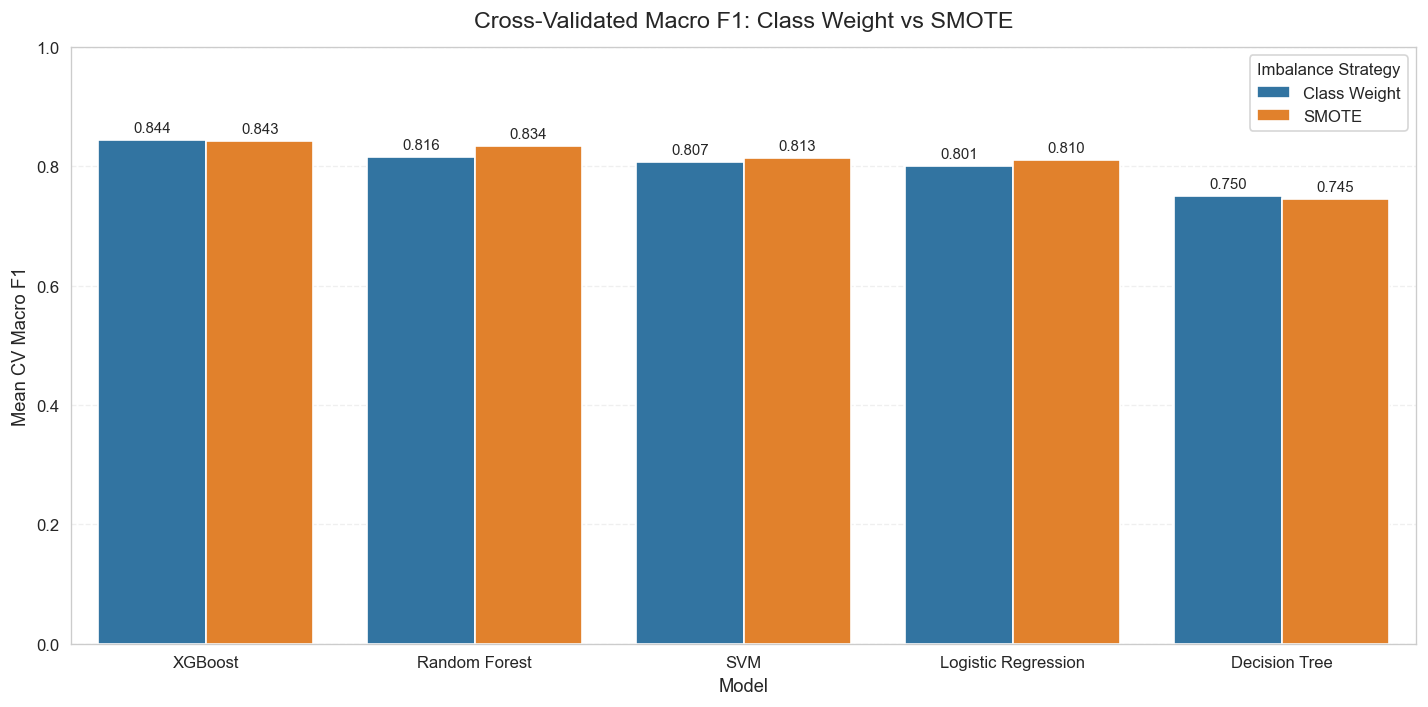 Cross-Validated Macro F1: Class Weight vs SMOTE
Imbalance Strategy
Class Weight
SMOTE
Mean CV Macro F1
1.0
0.8
0.6
0.4
0.2
0.0
0.844
0.843
0.816
0.834
0.807
0.813
0.801
0.810
0.750
0.745
XGBoost
Random Forest
SVM
Logistic Regression
Decision Tree
Model